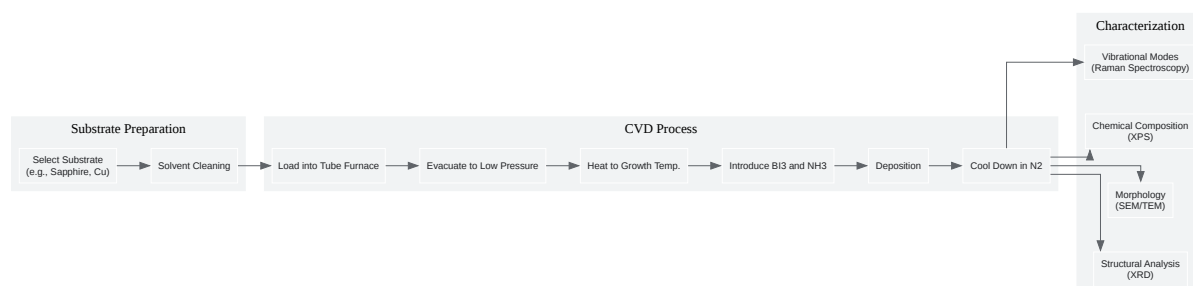 Substrate Preparation
Select Substrate
(e.g., Sapphire, Cu)
Solvent Cleaning
CVD Process
Load into Tube Furnace
Evacuate to Low Pressure
Heat to Growth Temp.
Introduce BI3 and NH3
Deposition
Cool Down in N2
Characterization
Vibrational Modes
(Raman Spectroscopy)
Chemical Composition
(XPS)
Morphology
(SEM/TEM)
Structural Analysis
(XRD)